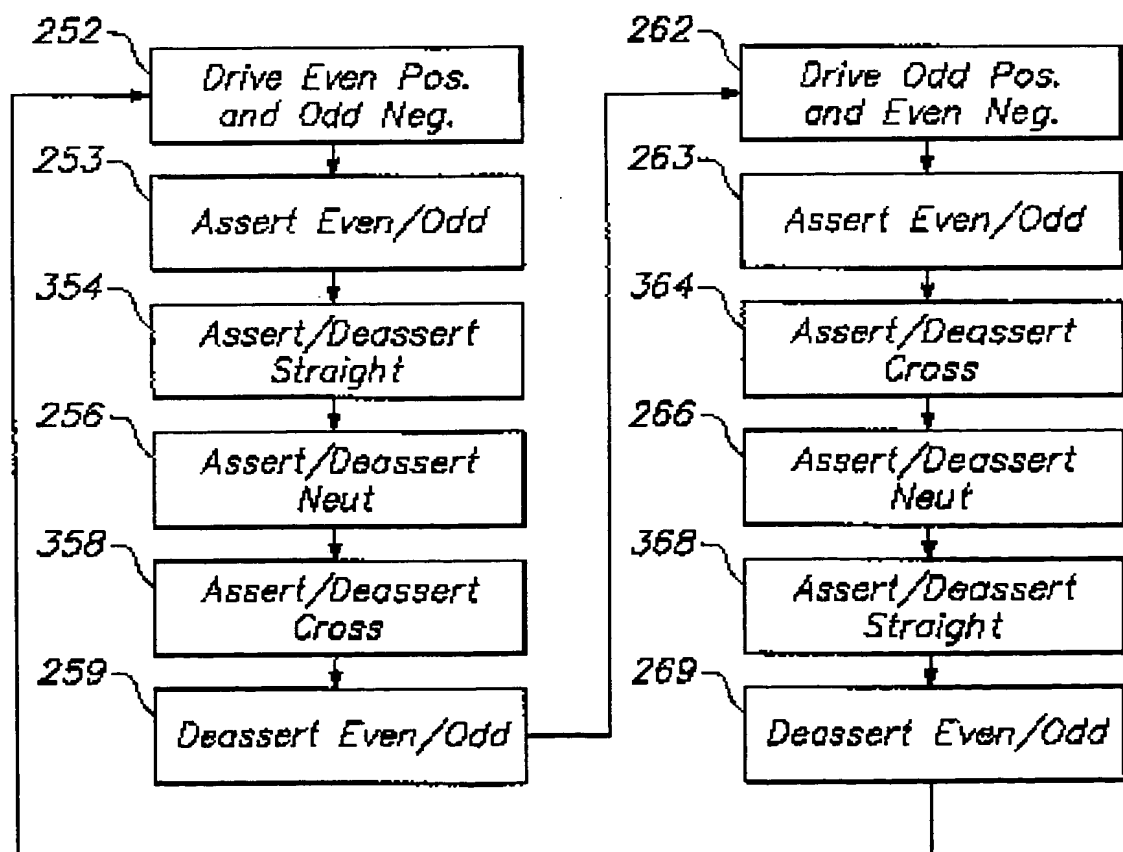 252
Drive Even Pos.
and Odd Neg.
253
Assert Even/Odd
354
Assert/Deassert
Straight
256
Assert/Deassert
Neut
358
Assert/Deassert
Cross
259
Deassert Even/Odd
262
Drive Odd Pos.
and Even Neg.
263
Assert Even/Odd
364
Assert/Deassert
Cross
266
Assert/Deassert
Neut
368
Assert/Deassert
Straight
269
Deassert Even/Odd